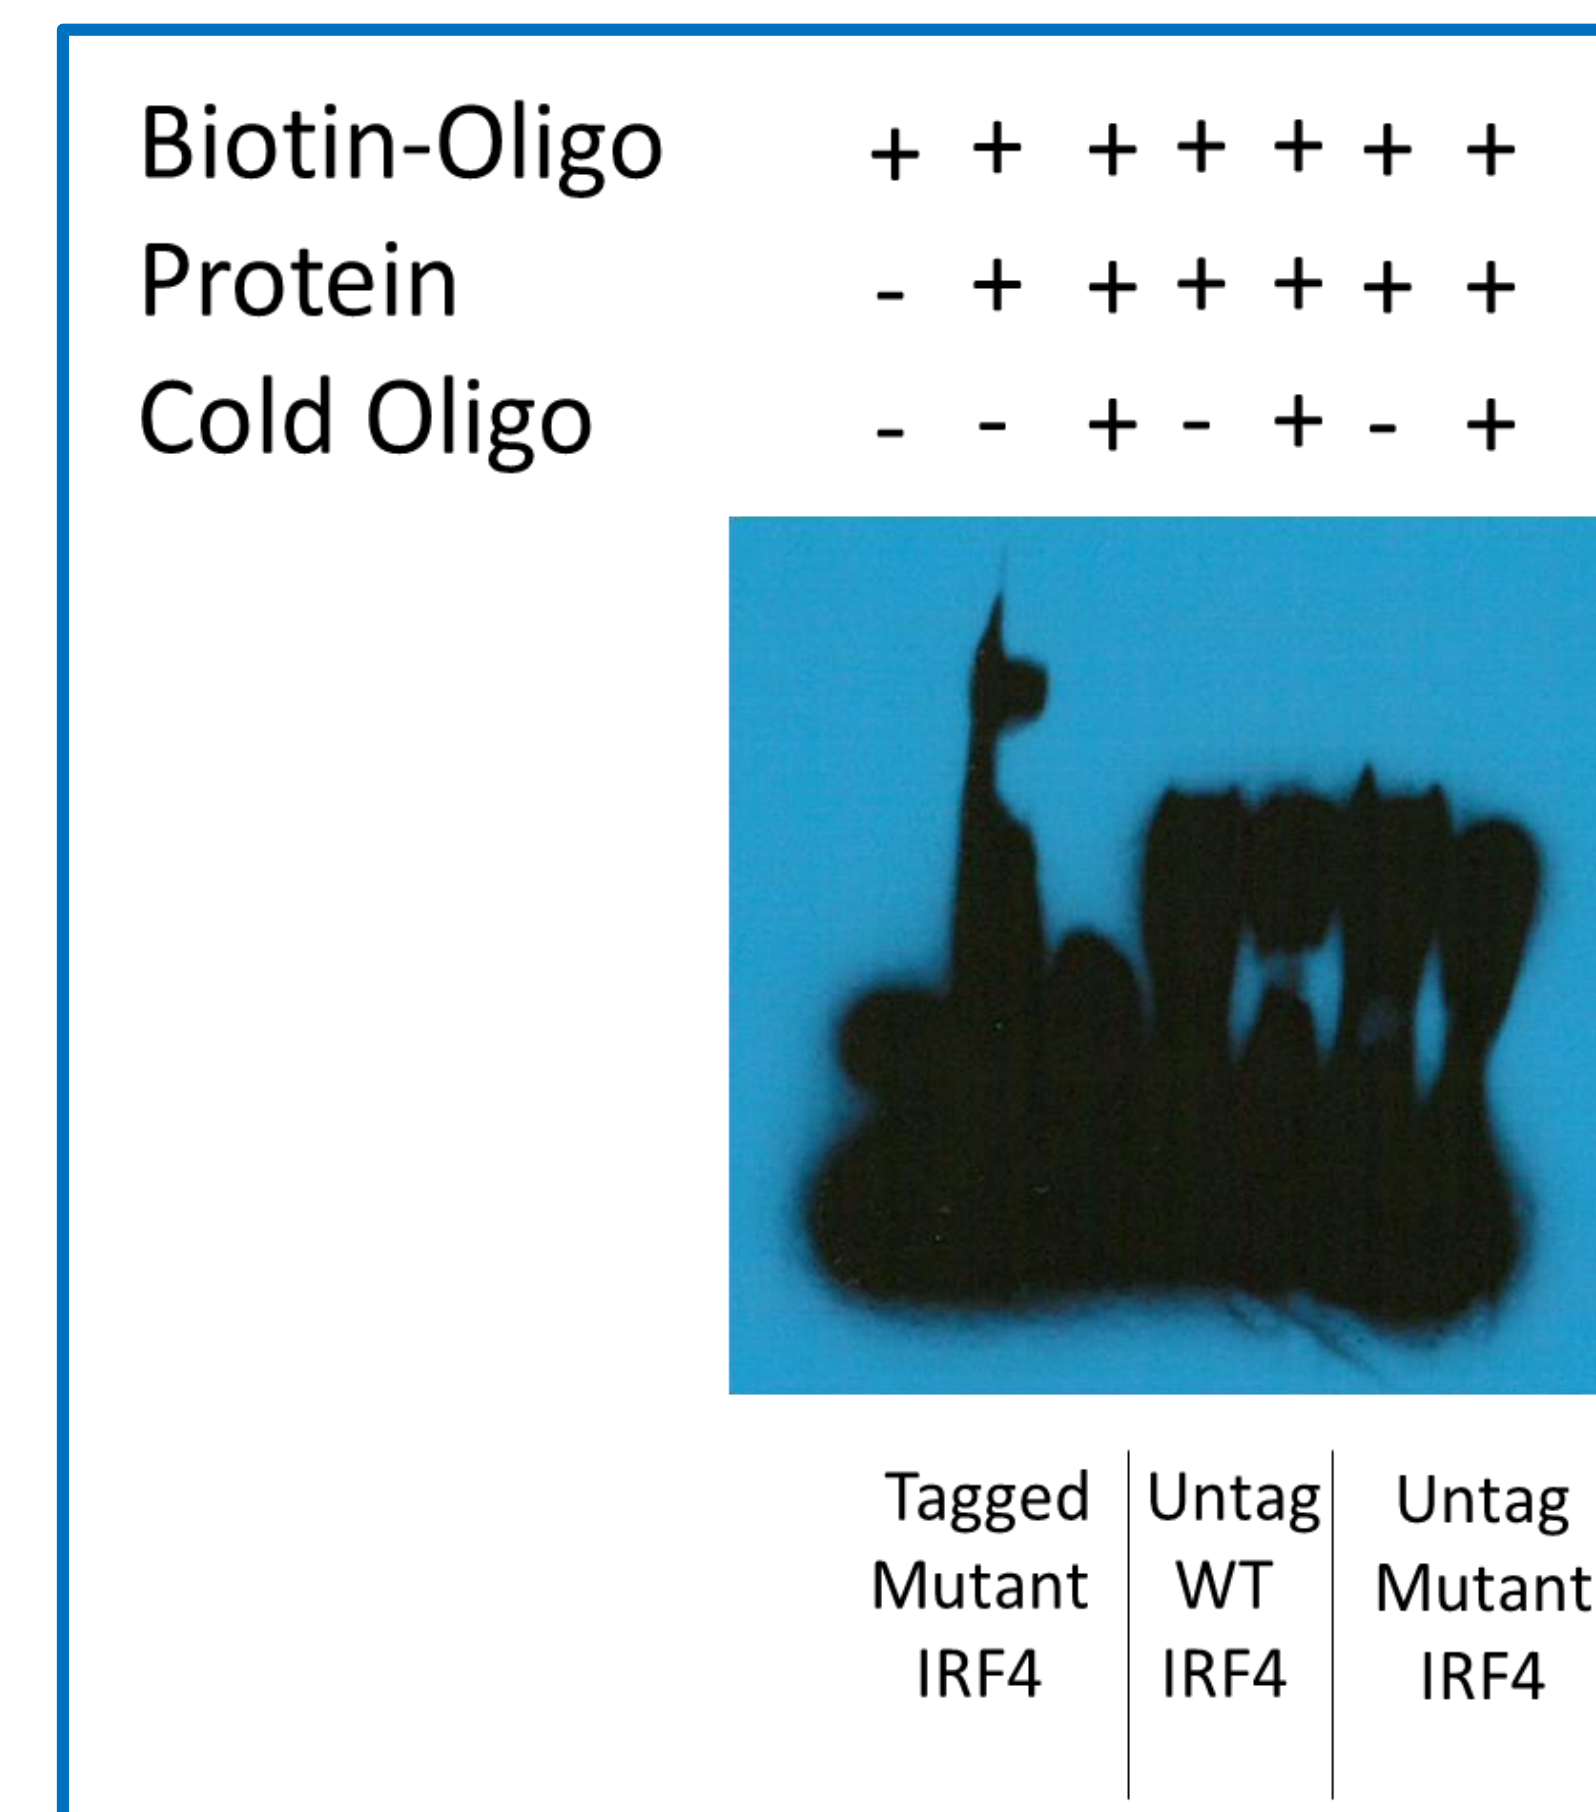 Biotin-Oligo + + + + + + +
Protein - + + + + + +
Cold Oligo - - + - + - +
Tagged Untag Untag
Mutant WT Mutant
IRF4 IRF4 IRF4